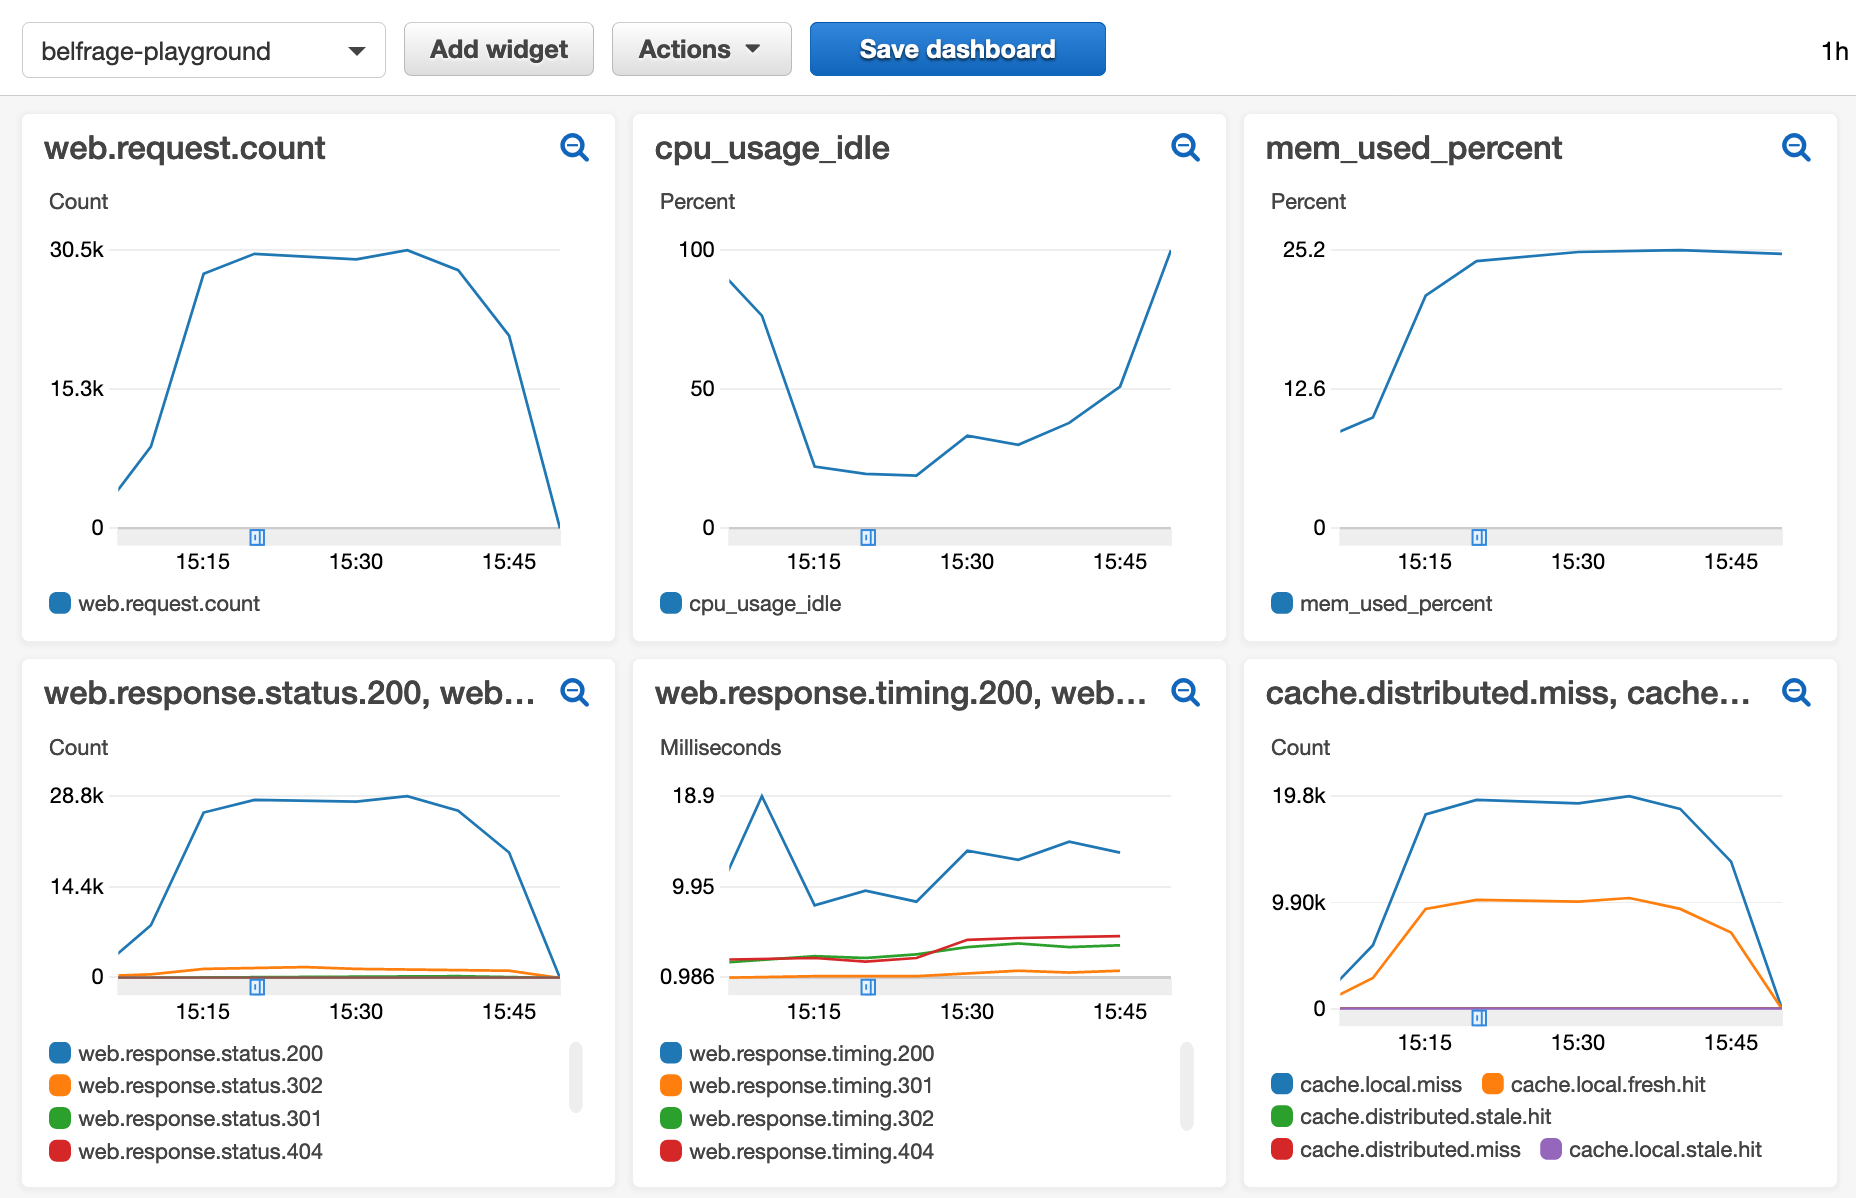 belfrage-playground
Add widget
Actions
Save dashboard
1h
web.request.count
Count
30.5k
15.3k
0
15:15 15:30 15:45
web.request.count
cpu_usage_idle
Percent
100
50
0
15:15 15:30 15:45
cpu_usage_idle
mem_used_percent
Percent
25.2
12.6
0
15:15 15:30 15:45
mem_used_percent
web.response.status.200, web...
Count
28.8k
14.4k
0
15:15 15:30 15:45
web.response.status.200
web.response.status.302
web.response.status.301
web.response.status.404
web.response.timing.200, web...
Milliseconds
18.9
9.95
0.986
15:15 15:30 15:45
web.response.timing.200
web.response.timing.301
web.response.timing.302
web.response.timing.404
cache.distributed.miss, cache...
Count
19.8k
9.90k
0
15:15 15:30 15:45
cache.local.miss cache.local.fresh.hit
cache.distributed.stale.hit
cache.distributed.miss cache.local.stale.hit